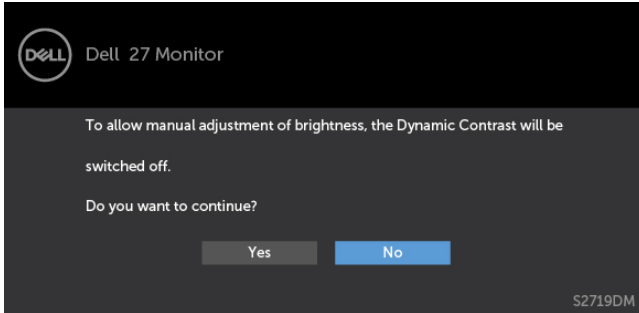 DELL
Dell 27 Monitor
To allow manual adjustment of brightness, the Dynamic Contrast will be
switched off.
Do you want to continue?
Yes No
S2719DM